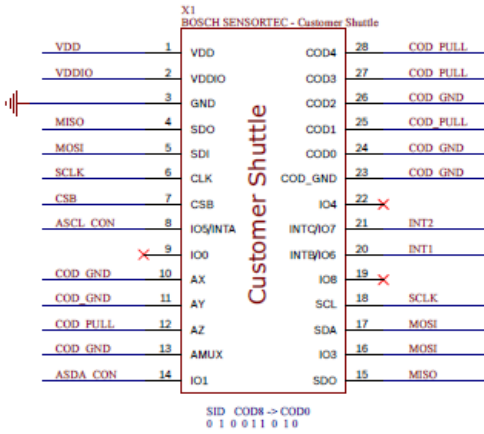 X1
BOSCH SENSORTEC - Customer Shuttle
VDD 1 VDD COD4 28 COD_PULL
VDDIO 2 VDDIO COD3 27 COD_PULL
3 GND COD2 26 COD_GND
MISO 4 SDO COD1 25 COD_PULL
MOSI 5 SDI COD0 24 COD_GND
SCLK 6 CLK COD_GND 23 COD_GND
CSB 7 CSB IO4 22
ASCL_CON 8 IO5/INTA INTC/IO7 21 INT2
9 IO0 INTB/IO6 20 INT1
COD_GND 10 AX IO8 19
COD_GND 11 AY SCL 18 SCLK
COD_PULL 12 AZ SDA 17 MOSI
COD_GND 13 AMUX IO3 16 MOSI
ASDA_CON 14 IO1 SDO 15 MISO
Customer Shuttle
SID COD8 -> COD0
0 1 0 0 1 1 0 1 0